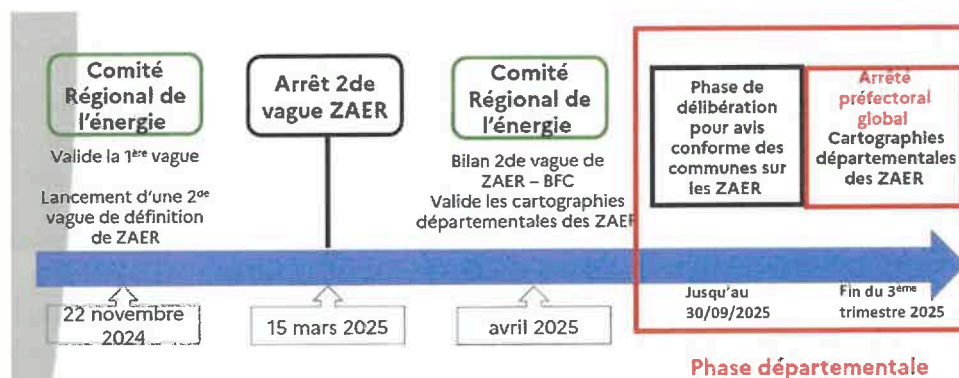 Comité
Régional de
l'énergie
Valide la 1ère vague
Lancement d'une 2de
vague de définition
de ZAER
22 novembre
2024
Arrêt 2de
vague ZAER
15 mars 2025
Comité
Régional de
l'énergie
Bilan 2de vague de
ZAER – BFC
Valide les cartographies
départementales des ZAER
avril 2025
Phase de
délibération
pour avis
conforme des
communes sur
les ZAER
Jusqu'au
30/09/2025
Arrêté
préfectoral
global
Cartographies
départementales
des ZAER
Fin du 3ème
trimestre 2025
Phase départementale